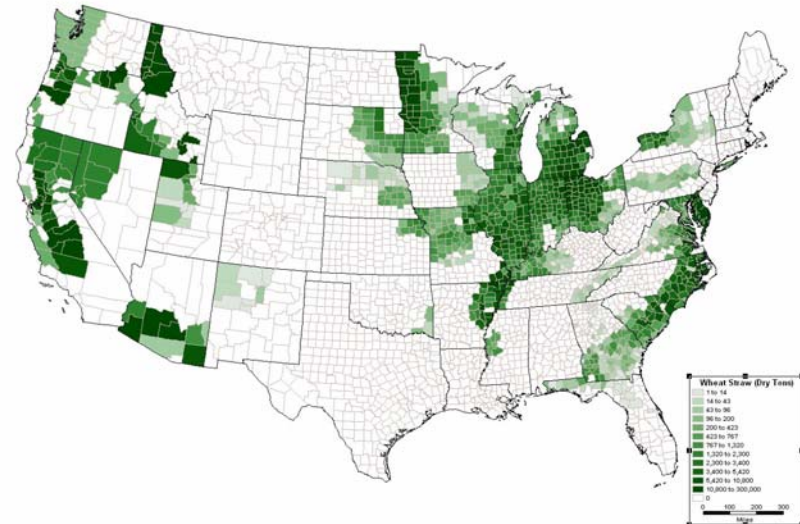 Wheat Straw (Dry Tons)
1 to 14
14 to 43
43 to 96
96 to 200
200 to 423
423 to 767
767 to 1,320
1,320 to 2,300
2,300 to 3,400
3,400 to 5,420
5,420 to 10,800
10,800 to 300,000
0
0 100 200 300
Miles